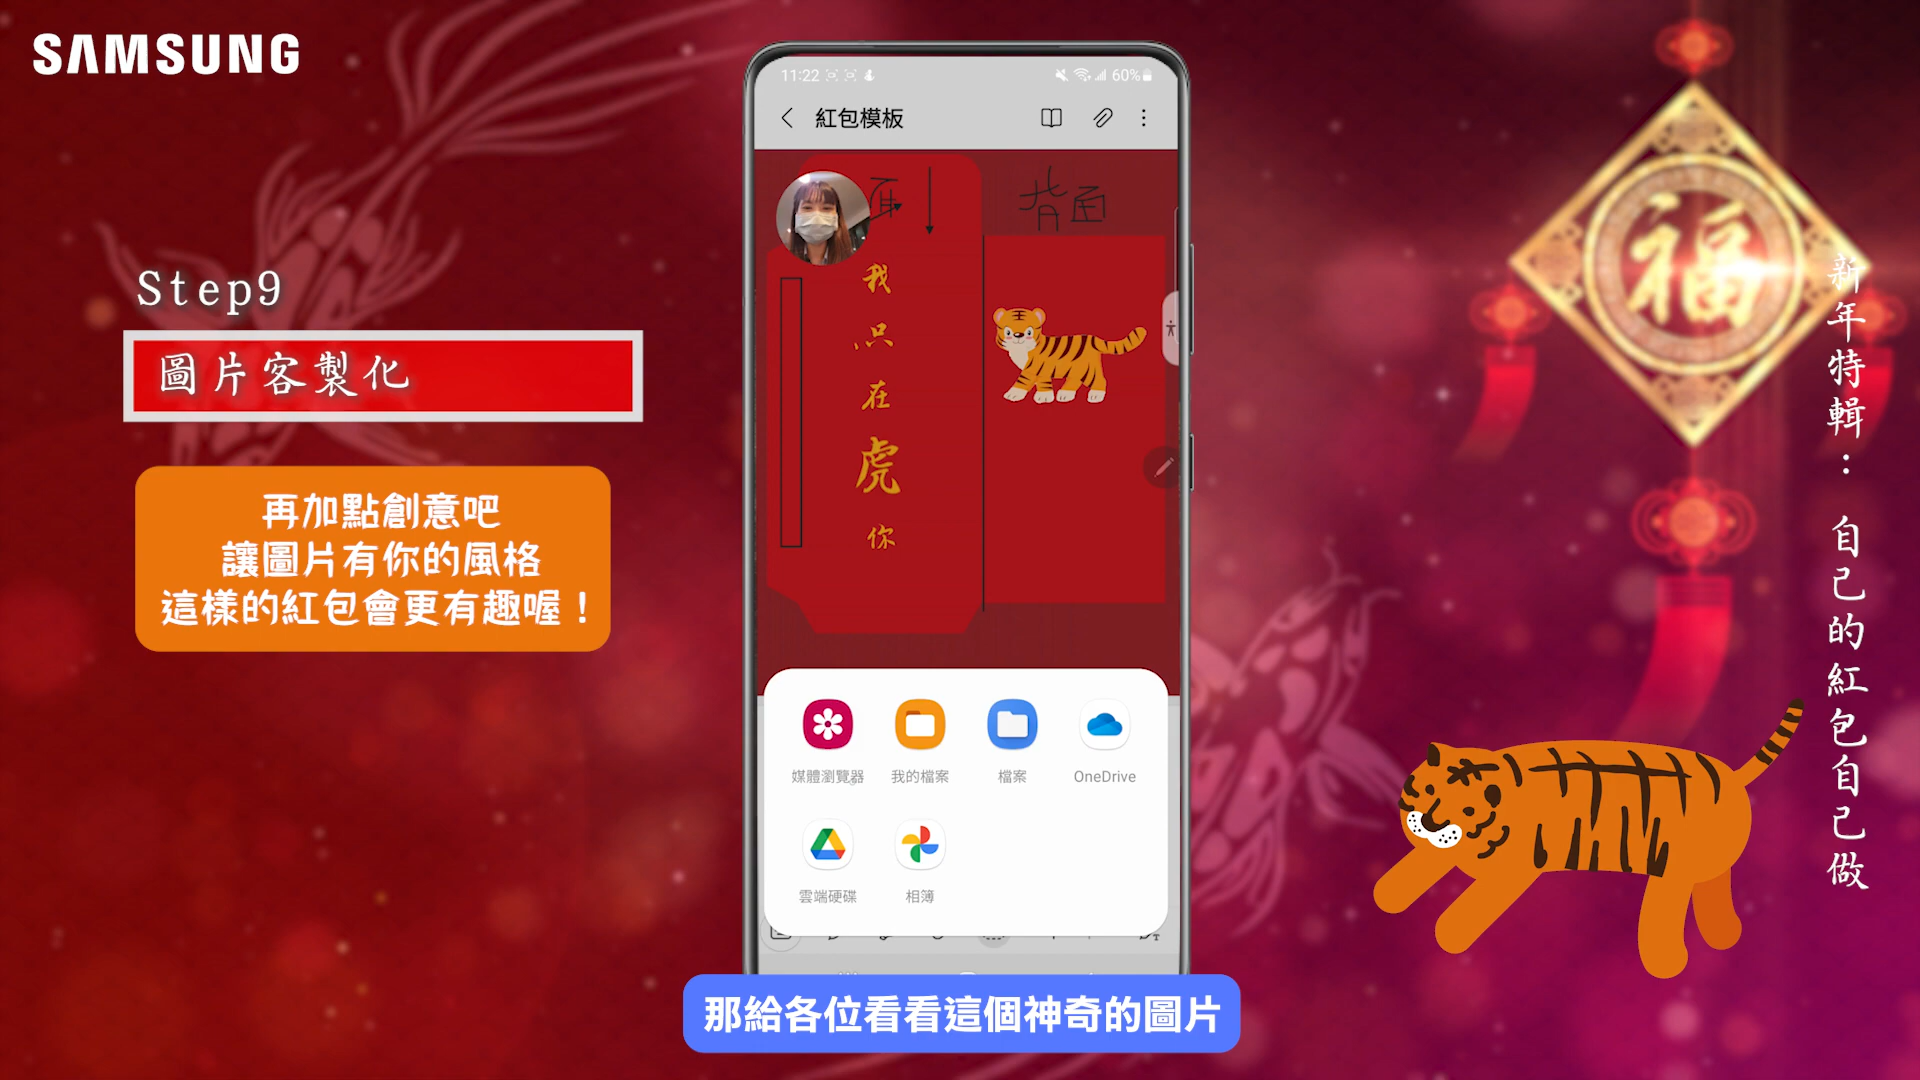 SAMSUNG
Step9
圖片客製化
再加點創意吧
讓圖片有你的風格
這樣的紅包會更有趣喔！
11:22
60%
紅包模板
背面
我
只
在
虎
你
媒體瀏覽器
我的檔案
檔案
OneDrive
雲端硬碟
相簿
那給各位看看這個神奇的圖片
福
新年特輯：自己的紅包自己做